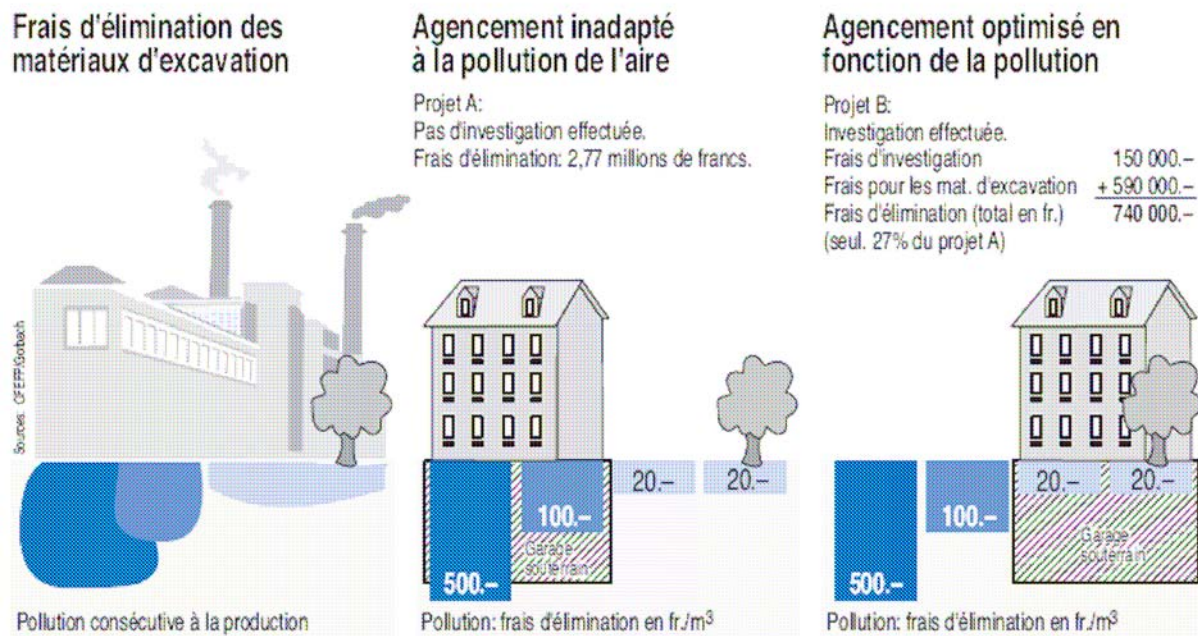 Frais d'élimination des
matériaux d'excavation
Sources: OFEFP/Gorbach
Pollution consécutive à la production
Agencement inadapté
à la pollution de l'aire
Projet A:
Pas d'investigation effectuée.
Frais d'élimination: 2,77 millions de francs.
20.– 20.–
100.–
Garage
souterrain
500.–
Pollution: frais d'élimination en fr./m³
Agencement optimisé en
fonction de la pollution
Projet B:
Investigation effectuée.
Frais d'investigation 150 000.–
Frais pour les mat. d'excavation + 590 000.–
Frais d'élimination (total en fr.) 740 000.–
(seul. 27% du projet A)
20.– 20.–
100.–
Garage
souterrain
500.–
Pollution: frais d'élimination en fr./m³